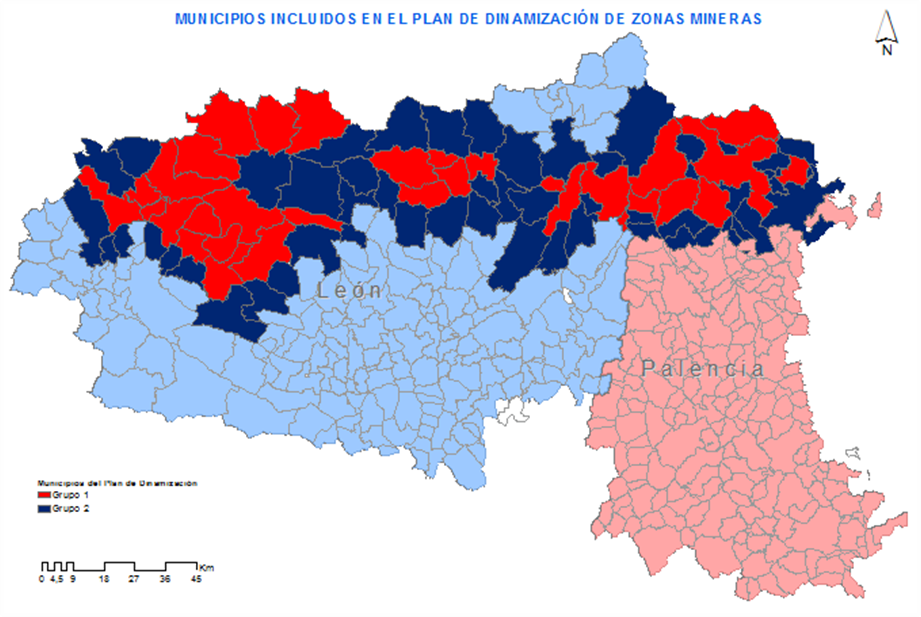 MUNICIPIOS INCLUIDOS EN EL PLAN DE DINAMIZACIÓN DE ZONAS MINERAS
N
León
Palencia
Municipios del Plan de Dinamización
Grupo 1
Grupo 2
Km
0 4,5 9 18 27 36 45